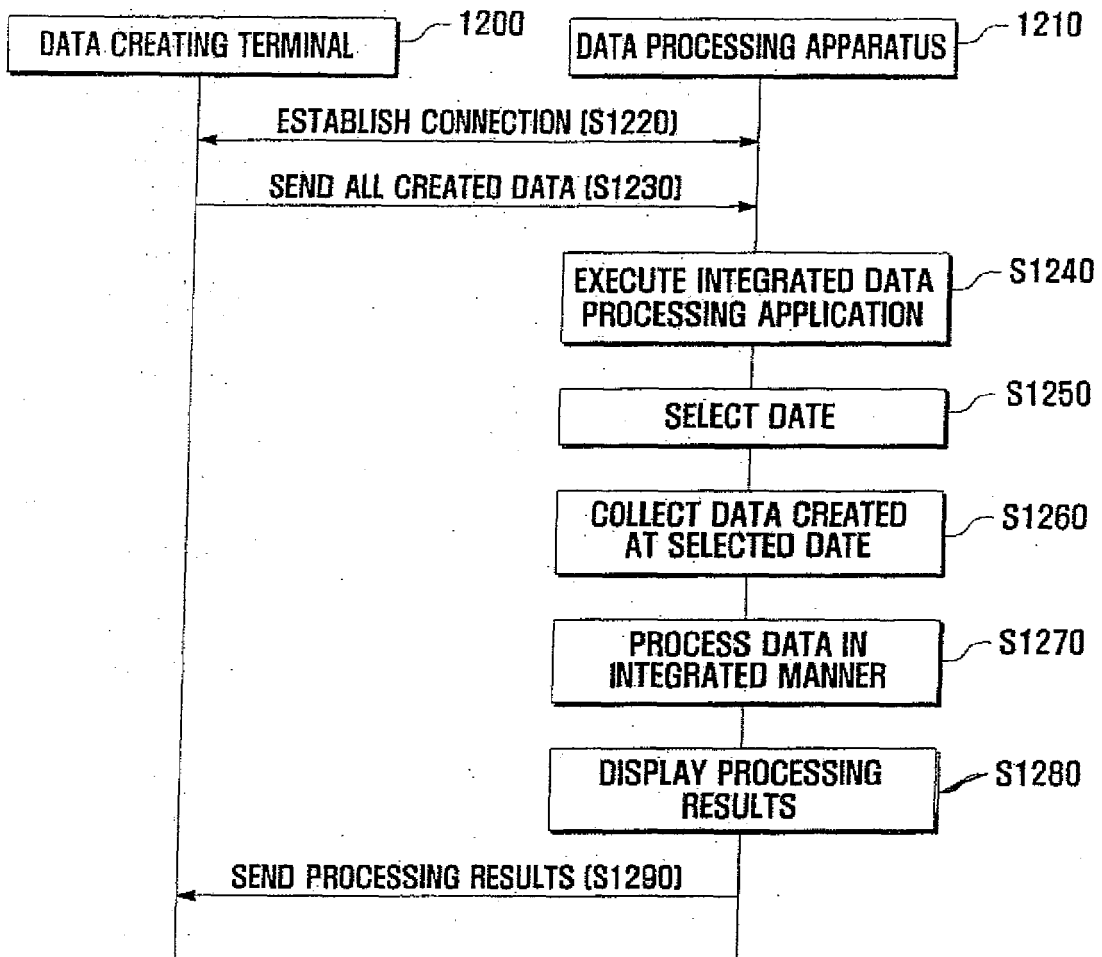 1200
1210
DATA CREATING TERMINAL
DATA PROCESSING APPARATUS
ESTABLISH CONNECTION (S1220)
SEND ALL CREATED DATA (S1230)
EXECUTE INTEGRATED DATA
PROCESSING APPLICATION
S1240
SELECT DATE
S1250
COLLECT DATA CREATED
AT SELECTED DATE
S1260
PROCESS DATA IN
INTEGRATED MANNER
S1270
DISPLAY PROCESSING
RESULTS
S1280
SEND PROCESSING RESULTS (S1290)